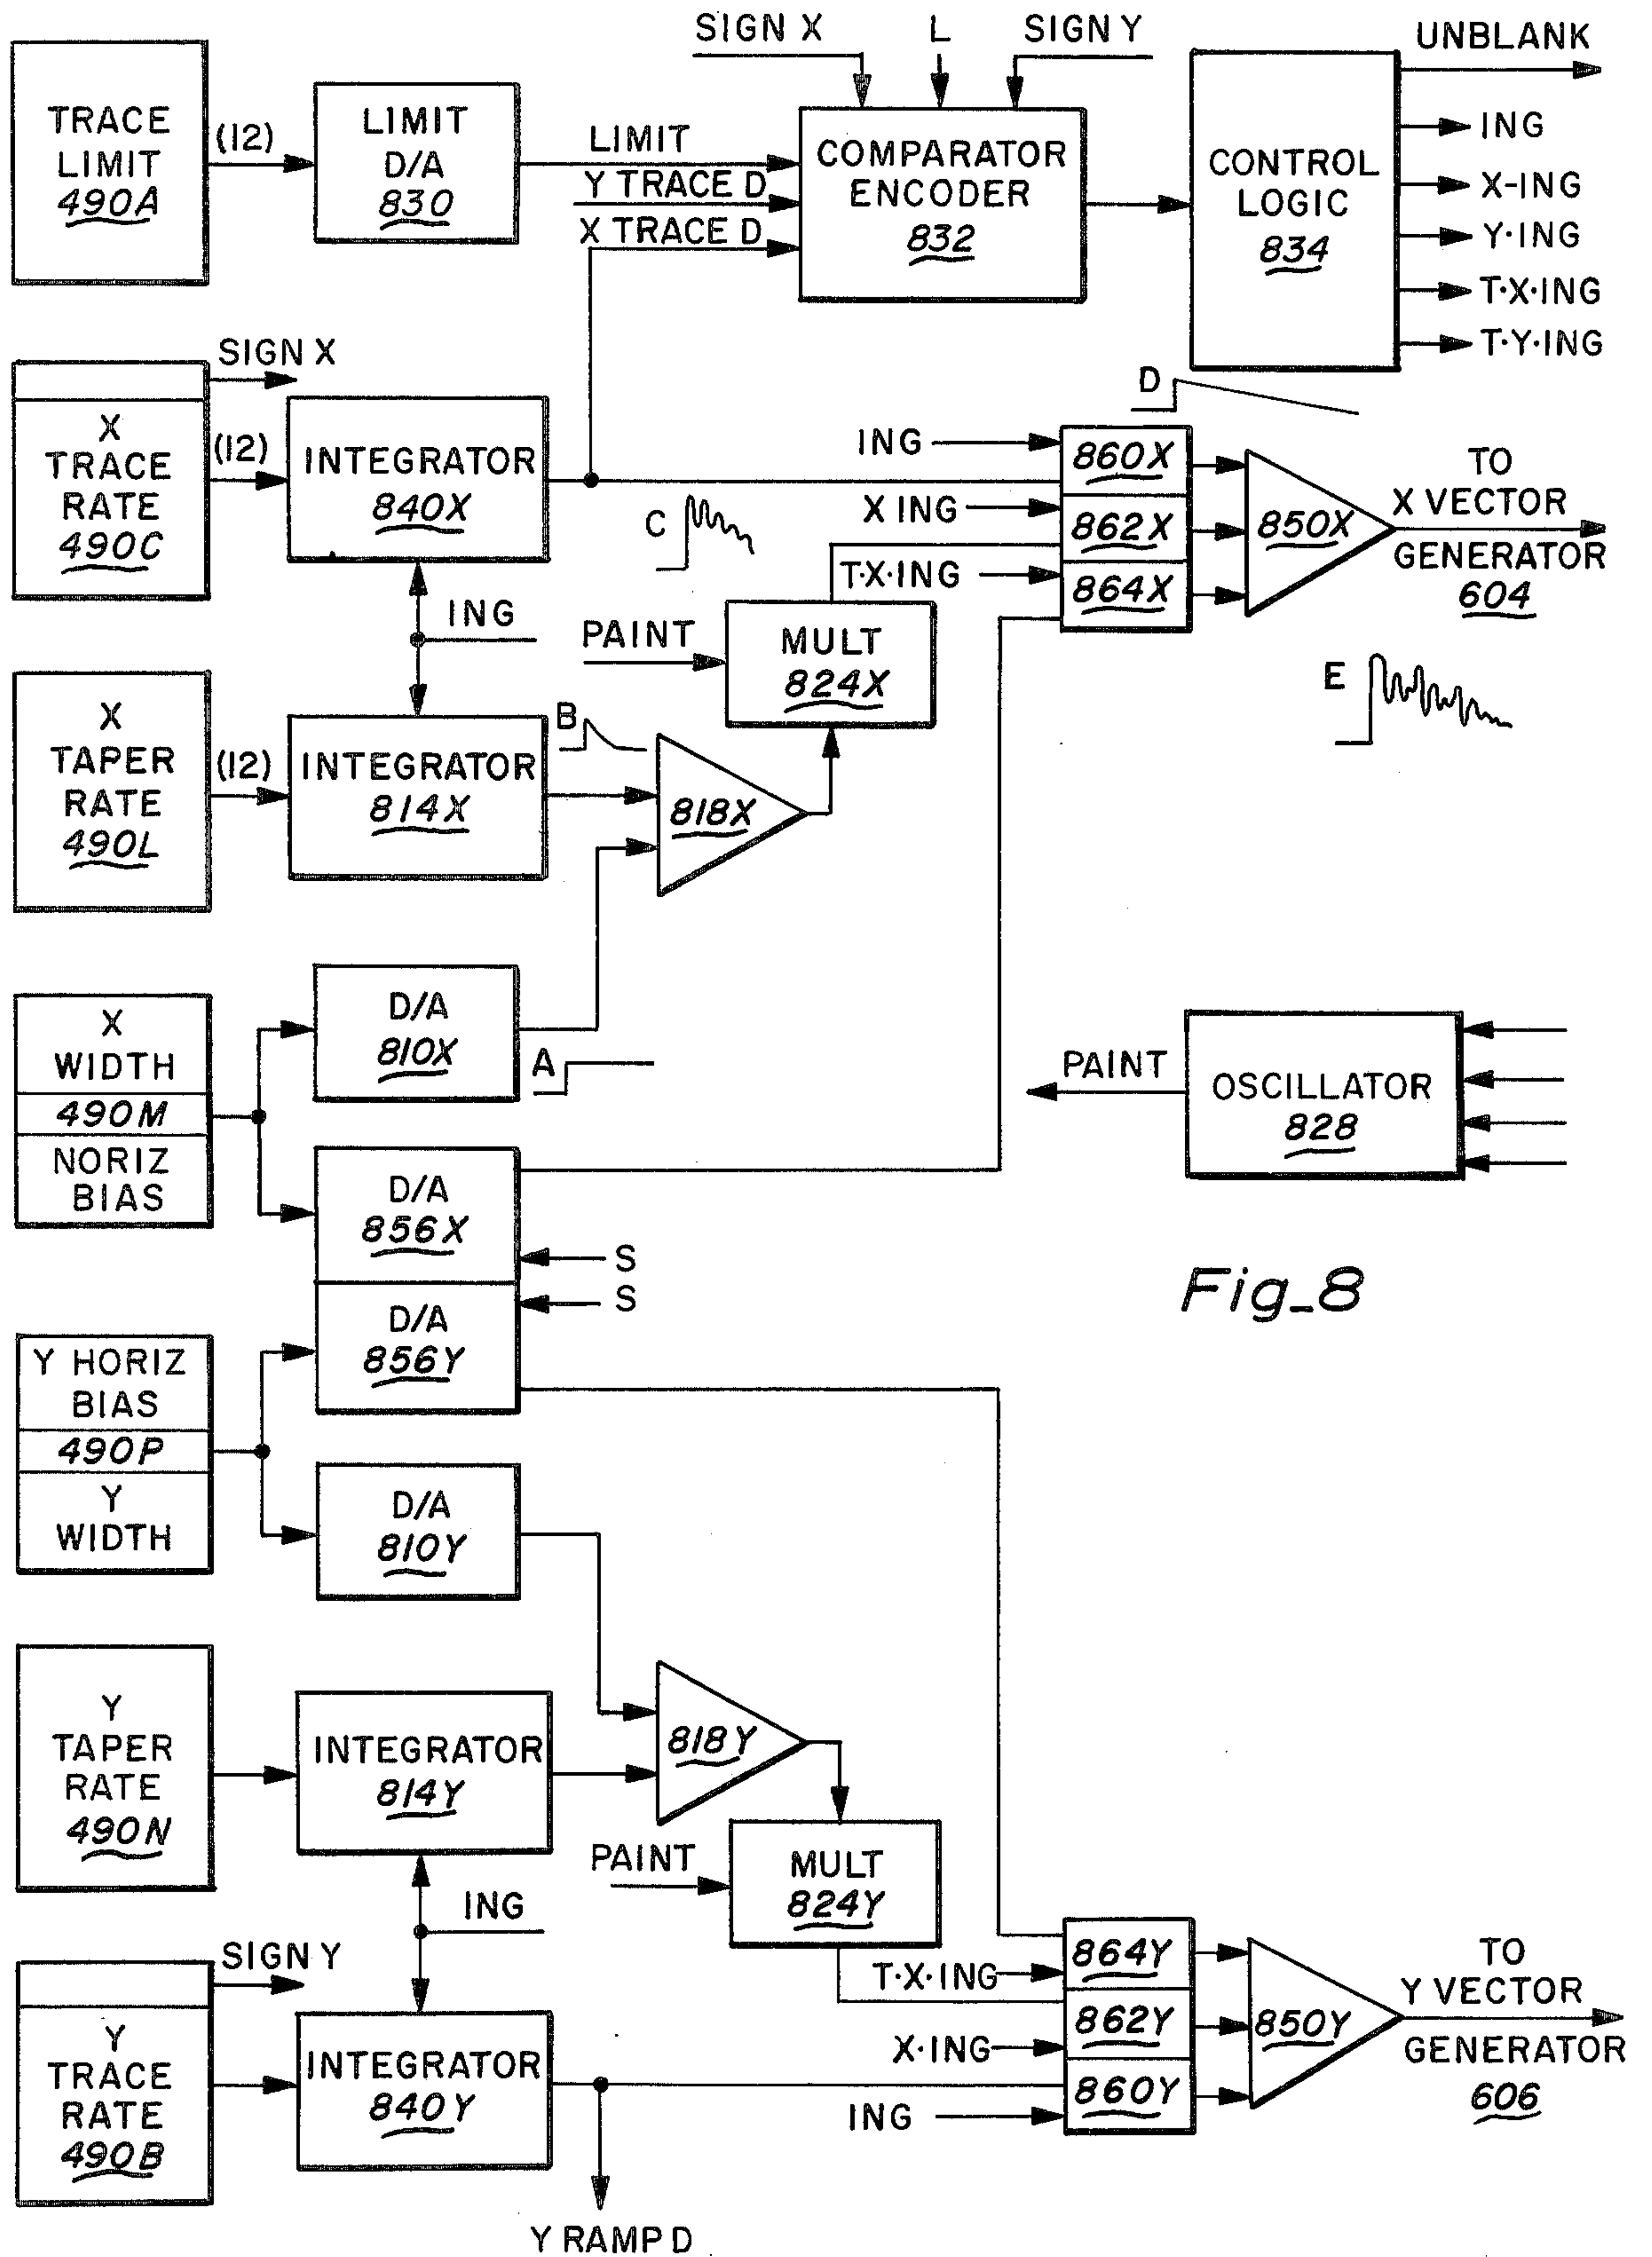 SIGN X
L
SIGN Y
UNBLANK
TRACE
LIMIT
490A
(12)
LIMIT
D/A
830
LIMIT
Y TRACE D
X TRACE D
COMPARATOR
ENCODER
832
CONTROL
LOGIC
834
ING
X-ING
Y·ING
T·X·ING
T·Y·ING
SIGN X
X
TRACE
RATE
490C
(12)
INTEGRATOR
840X
C
ING
X ING
T·X·ING
D
860X
862X
864X
850X
TO
X VECTOR
GENERATOR
604
ING
PAINT
MULT
824X
E
X
TAPER
RATE
490L
(12)
INTEGRATOR
814X
B
818X
X
WIDTH
490M
NORIZ
BIAS
D/A
810X
A
PAINT
OSCILLATOR
828
D/A
856X
S
S
D/A
856Y
Fig_8
Y HORIZ
BIAS
490P
Y
WIDTH
D/A
810Y
Y
TAPER
RATE
490N
INTEGRATOR
814Y
818Y
PAINT
MULT
824Y
ING
SIGN Y
Y
TRACE
RATE
490B
INTEGRATOR
840Y
T·X·ING
X·ING
ING
864Y
862Y
860Y
850Y
TO
Y VECTOR
GENERATOR
606
Y RAMP D